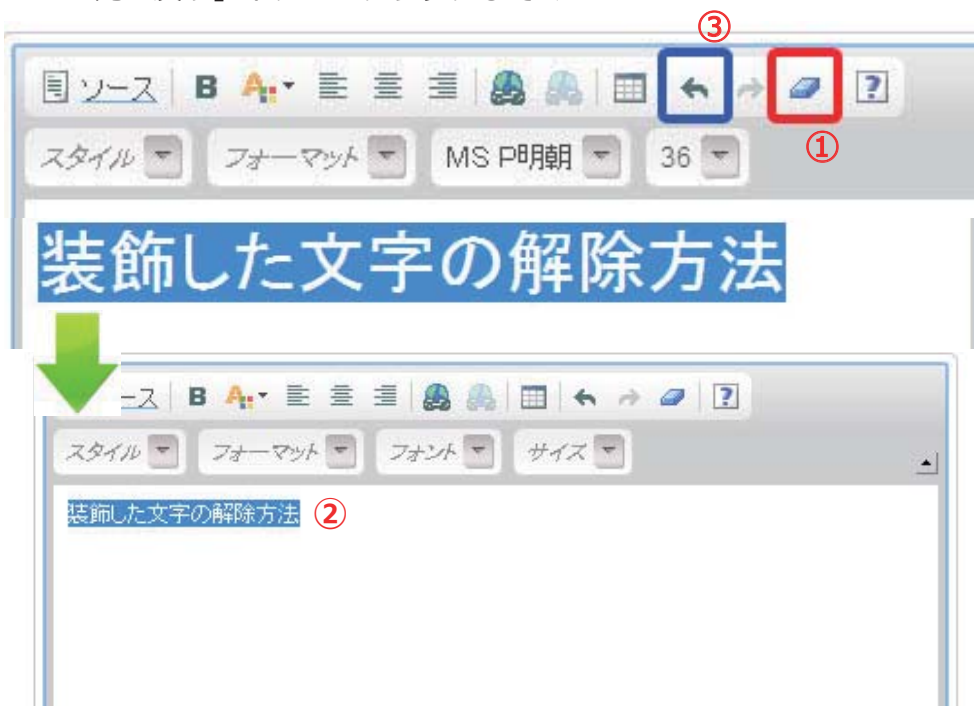 ③
ソース B A ?
スタイル フォーマット MS P明朝 36 ①
装飾した文字の解除方法
ース B A ?
スタイル フォーマット フォント サイズ
装飾した文字の解除方法 ②